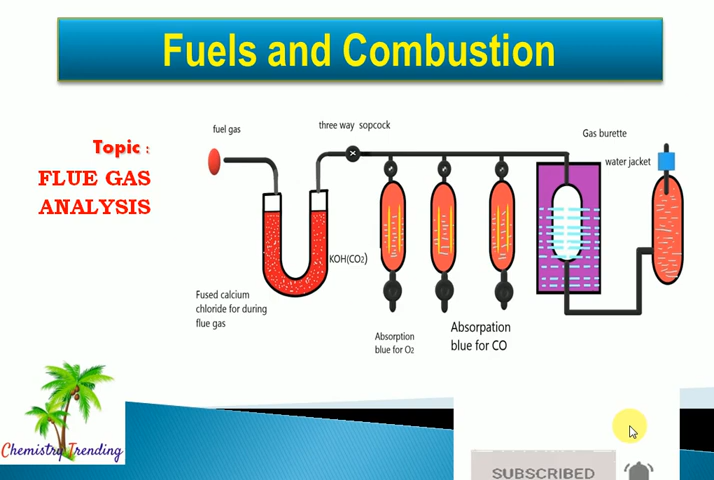 Fuels and Combustion
Topic :
FLUE GAS
ANALYSIS
fuel gas
three way sopcock
Gas burette
water jacket
KOH(CO2)
Fused calcium
chloride for during
flue gas
Absorption
blue for O2
Absorpation
blue for CO
Chemistry Trending
SUBSCRIBED